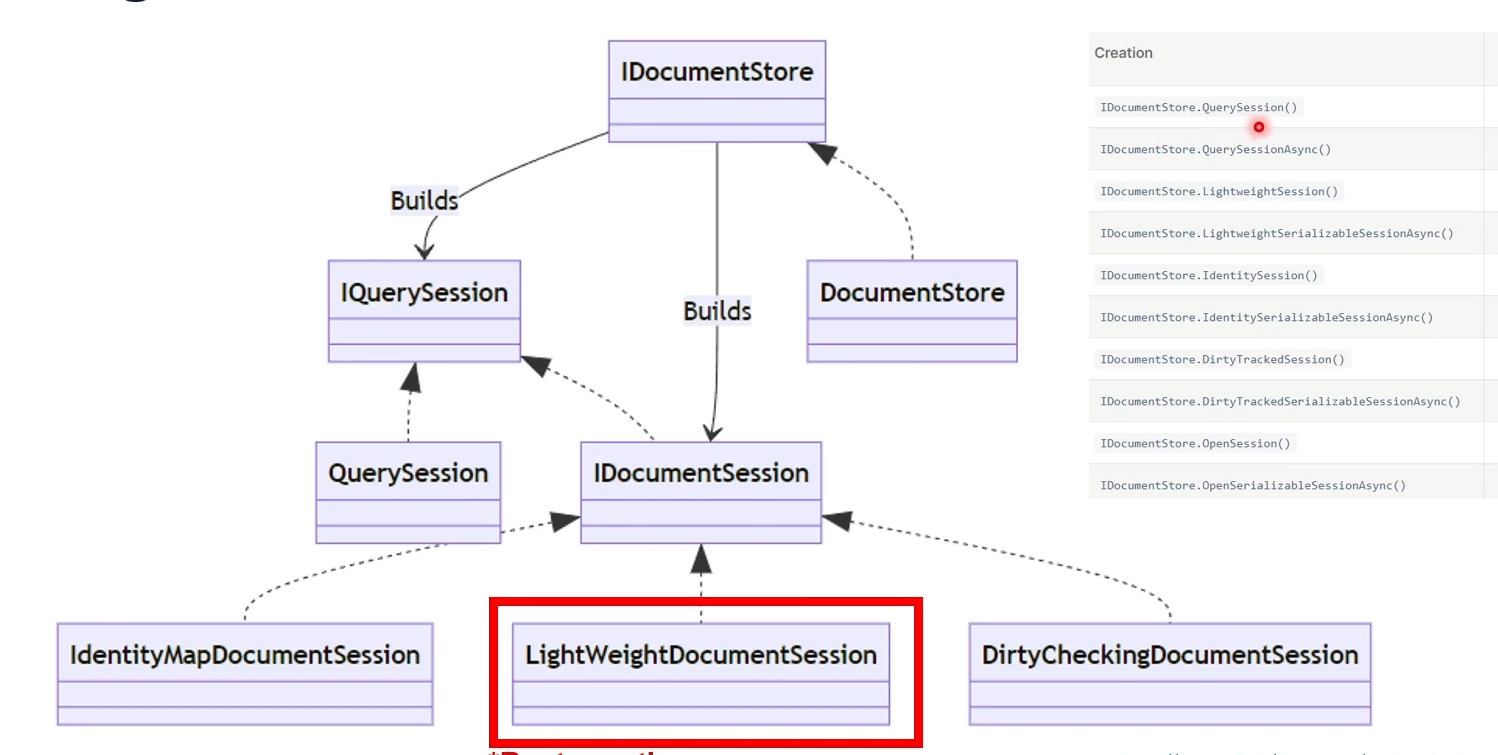 IDocumentStore
Builds
IQuerySession
Builds
DocumentStore
QuerySession
IDocumentSession
IdentityMapDocumentSession
LightWeightDocumentSession
DirtyCheckingDocumentSession
Creation
IDocumentStore.QuerySession()
IDocumentStore.QuerySessionAsync()
IDocumentStore.LightweightSession()
IDocumentStore.LightweightSerializableSessionAsync()
IDocumentStore.IdentitySession()
IDocumentStore.IdentitySerializableSessionAsync()
IDocumentStore.DirtyTrackedSession()
IDocumentStore.DirtyTrackedSerializableSessionAsync()
IDocumentStore.OpenSession()
IDocumentStore.OpenSerializableSessionAsync()